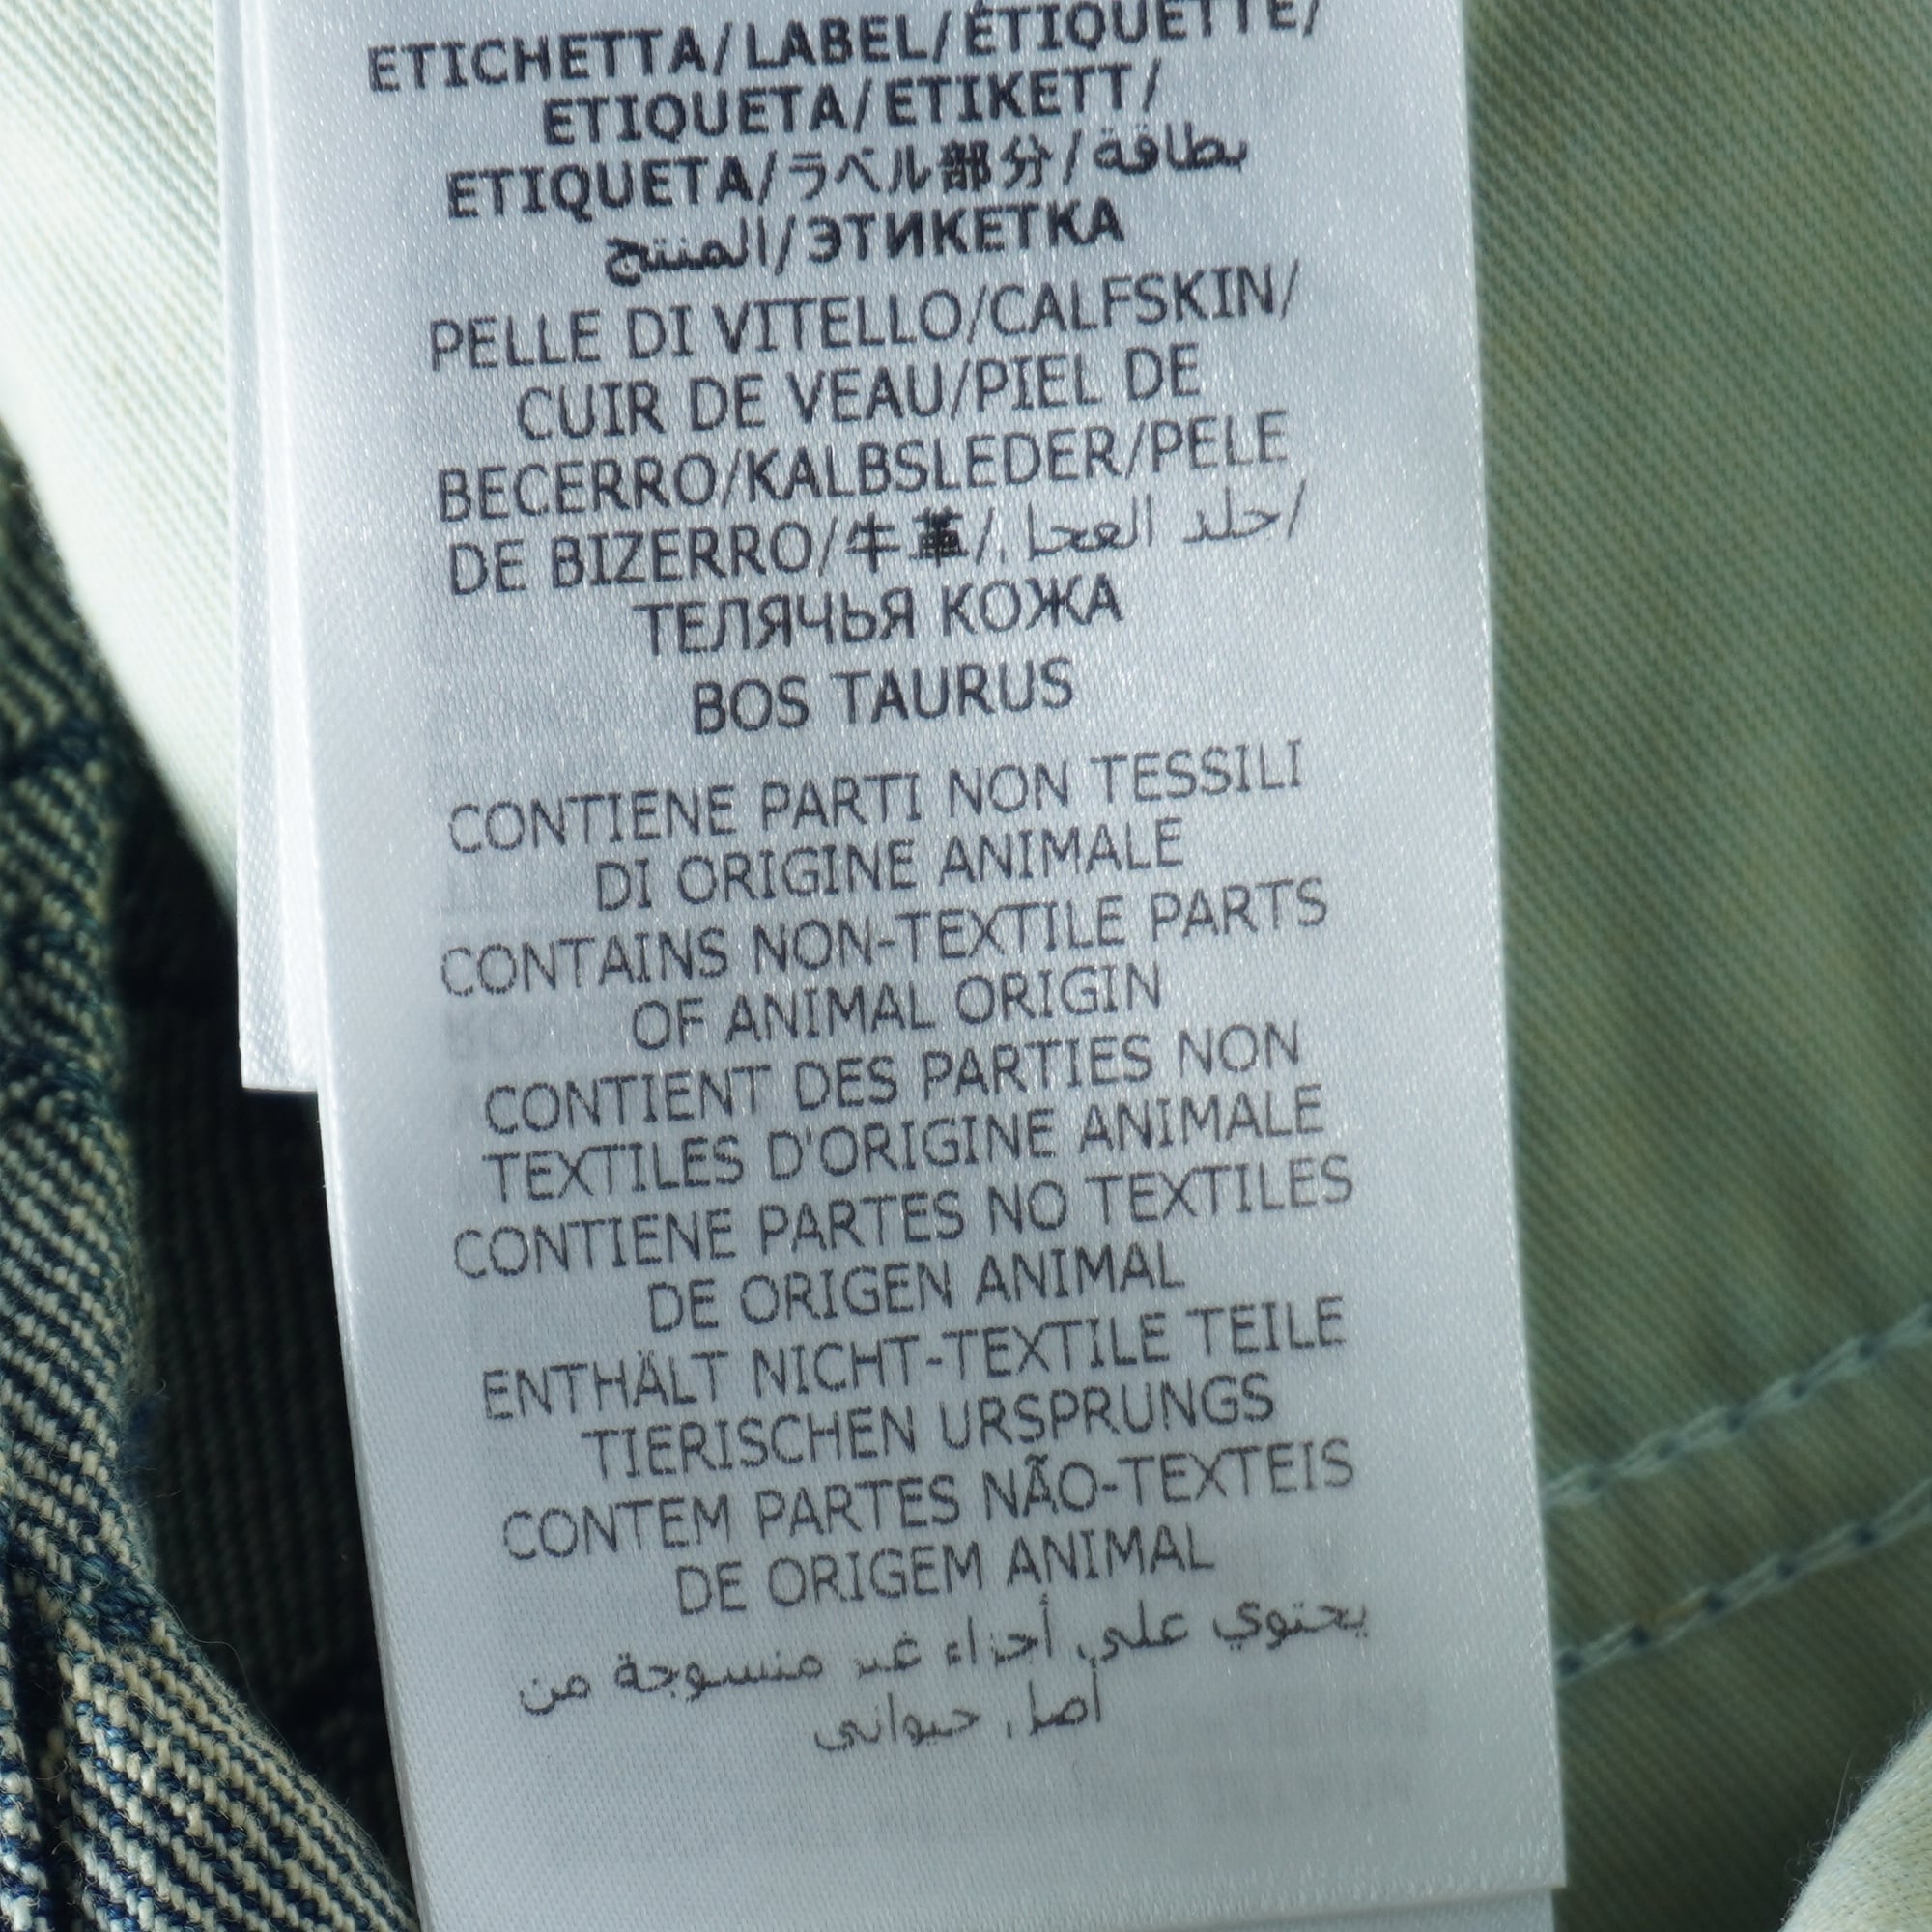 ETICHETTA/LABEL/ÉTIQUETTE/
ETIQUETA/ETIKETT/
ETIQUETA/ラベル部分/بطاقة
المنتج/ЭТИКЕТКА
PELLE DI VITELLO/CALFSKIN/
CUIR DE VEAU/PIEL DE
BECERRO/KALBSLEDER/PELE
DE BIZERRO/牛革/جلد العجل/
ТЕЛЯЧЬЯ КОЖА
BOS TAURUS
CONTIENE PARTI NON TESSILI
DI ORIGINE ANIMALE
CONTAINS NON-TEXTILE PARTS
OF ANIMAL ORIGIN
CONTIENT DES PARTIES NON
TEXTILES D'ORIGINE ANIMALE
CONTIENE PARTES NO TEXTILES
DE ORIGEN ANIMAL
ENTHÄLT NICHT-TEXTILE TEILE
TIERISCHEN URSPRUNGS
CONTEM PARTES NÃO-TEXTEIS
DE ORIGEM ANIMAL
يحتوي على أجزاء غير منسوجة من
أصل حيواني